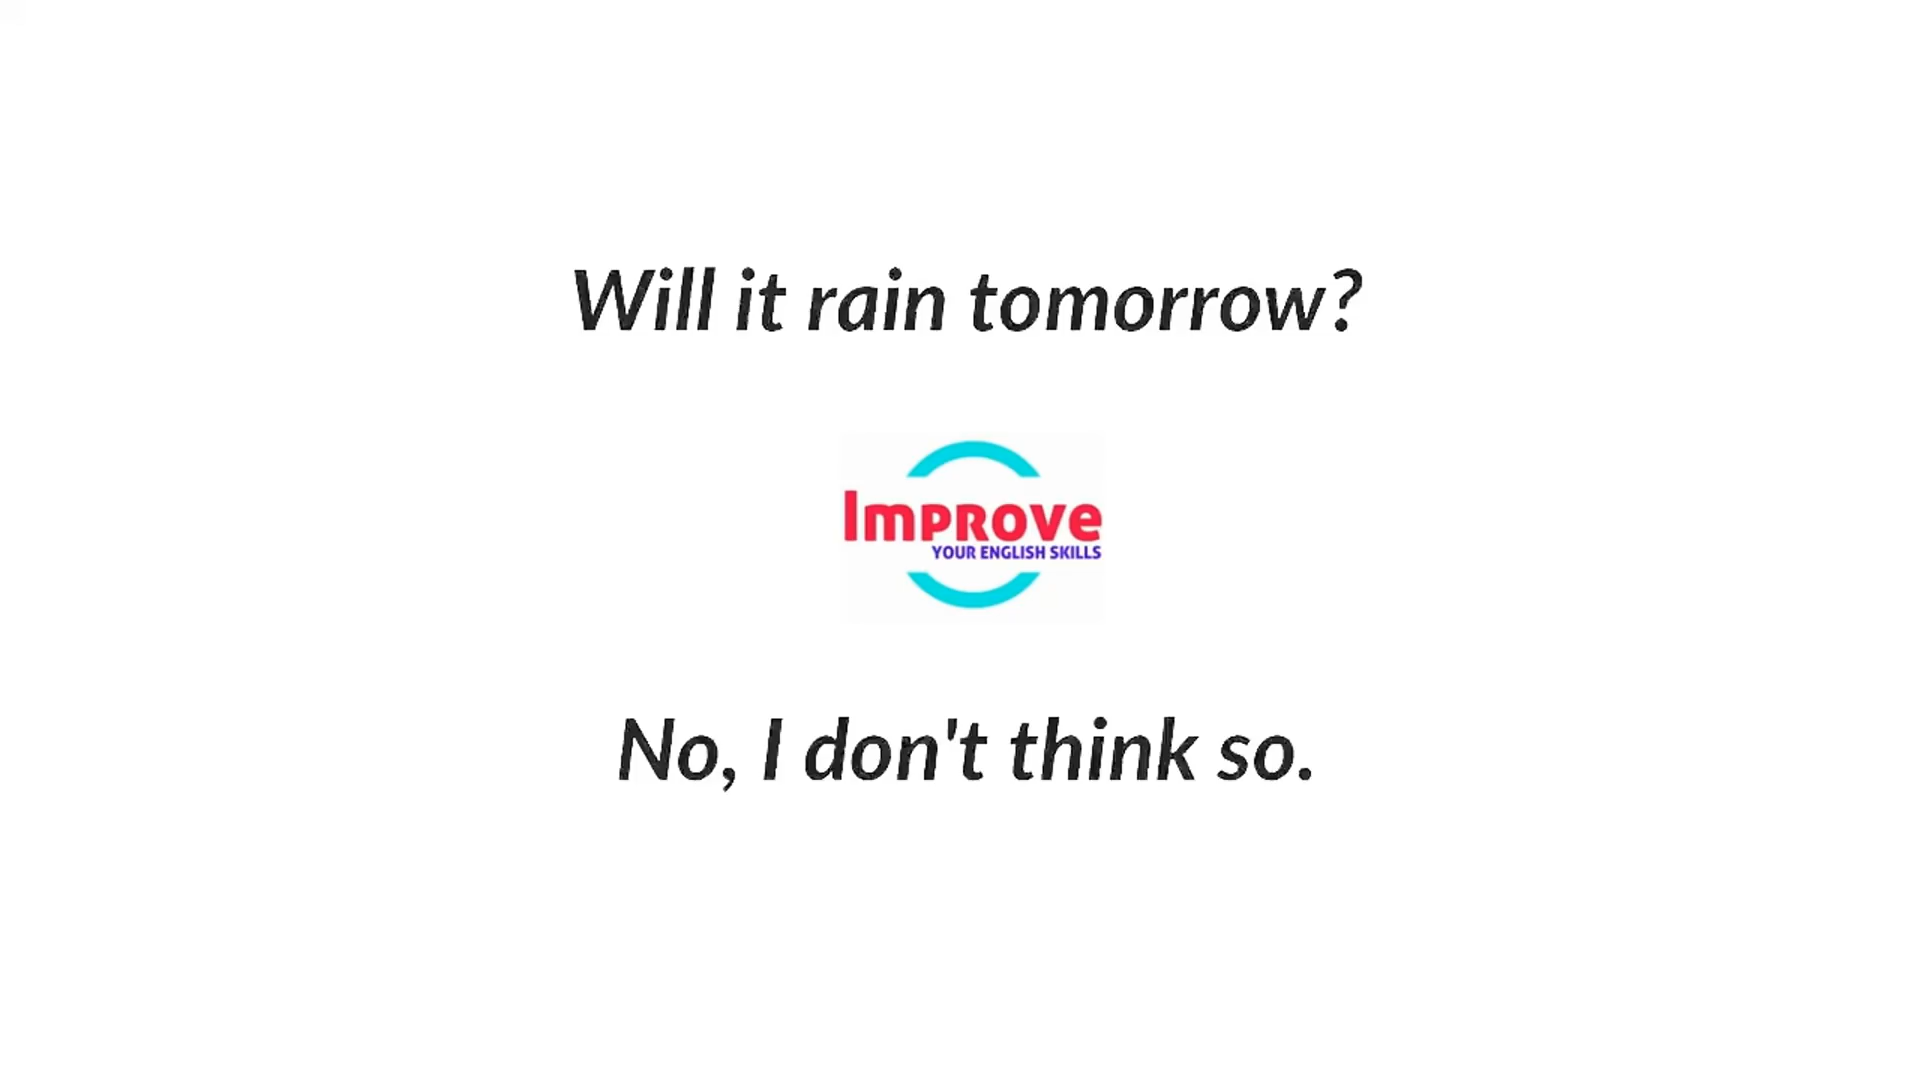 Will it rain tomorrow?
Improve
YOUR ENGLISH SKILLS
No, I don't think so.